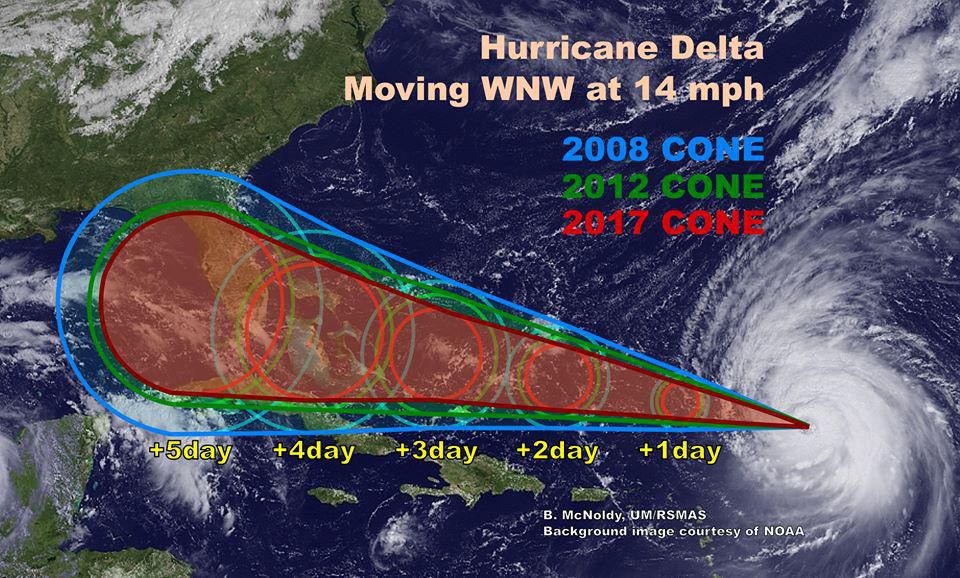 Hurricane Delta
Moving WNW at 14 mph
2008 CONE
2012 CONE
2017 CONE
+5day +4day +3day +2day +1day
B. McNoldy, UM/RSMAS
Background image courtesy of NOAA